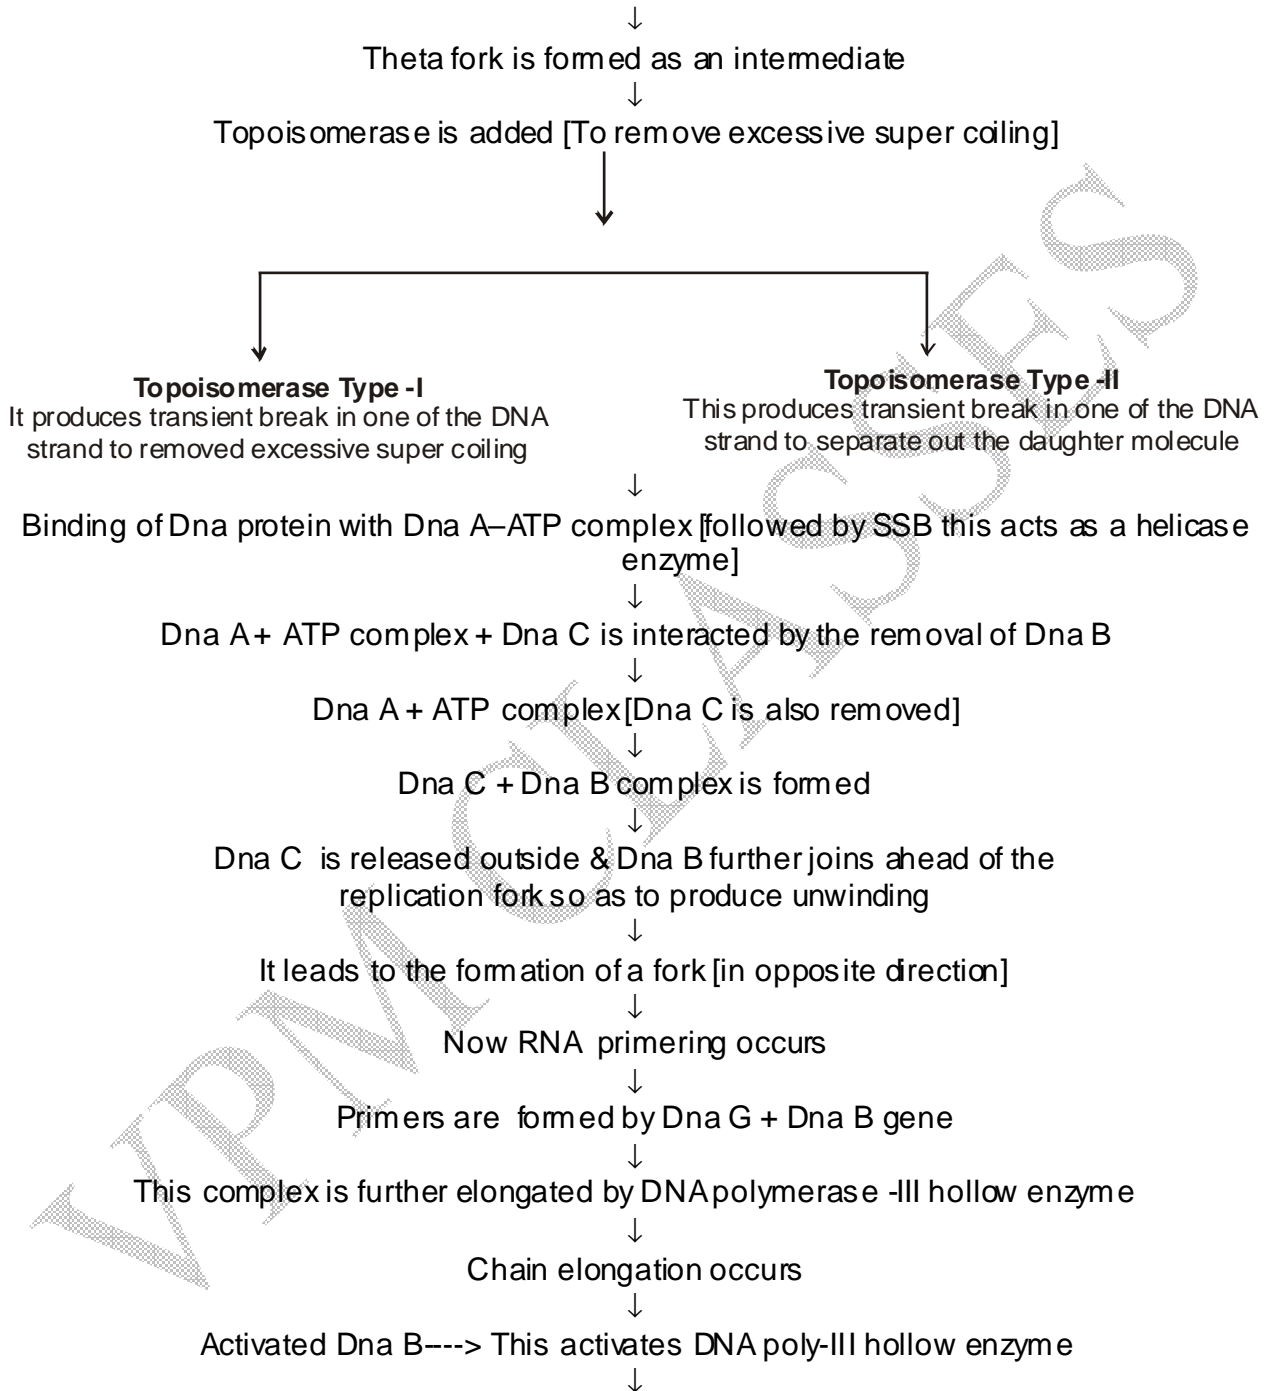 ↓
Theta fork is formed as an intermediate
↓
Topoisomerase is added [To remove excessive super coiling]
Topoisomerase Type -I
It produces transient break in one of the DNA
strand to removed excessive super coiling
Topoisomerase Type -II
This produces transient break in one of the DNA
strand to separate out the daughter molecule
↓
Binding of Dna protein with Dna A–ATP complex [followed by SSB this acts as a helicase
enzyme]
↓
Dna A + ATP complex + Dna C is interacted by the removal of Dna B
↓
Dna A + ATP complex[Dna C is also removed]
↓
Dna C + Dna B complex is formed
↓
Dna C is released outside & Dna B further joins ahead of the
replication fork so as to produce unwinding
↓
It leads to the formation of a fork [in opposite direction]
↓
Now RNA primering occurs
↓
Primers are formed by Dna G + Dna B gene
↓
This complex is further elongated by DNA polymerase -III hollow enzyme
↓
Chain elongation occurs
↓
Activated Dna B----> This activates DNA poly-III hollow enzyme
↓
VPM CLASSES